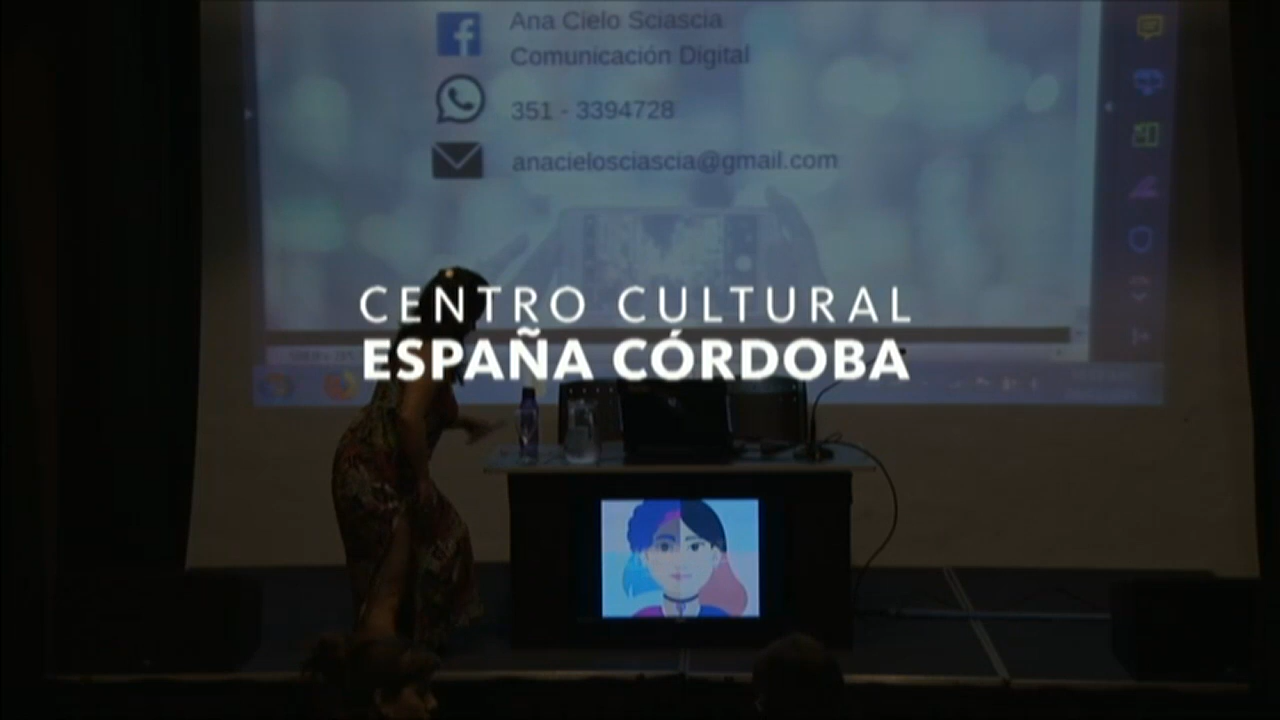 Ana Cielo Sciascia
Comunicación Digital
351 - 3394728
anacielosciascia@gmail.com
CENTRO CULTURAL
ESPAÑA CÓRDOBA